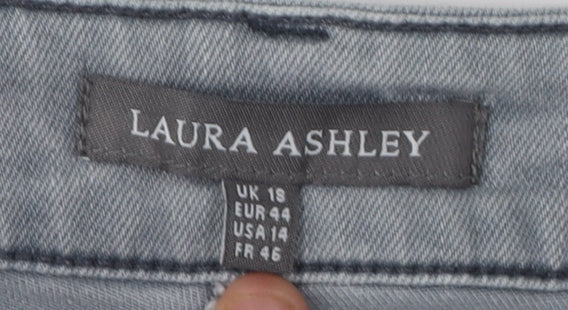 LAURA ASHLEY
UK 18
EUR 44
USA 14
FR 46